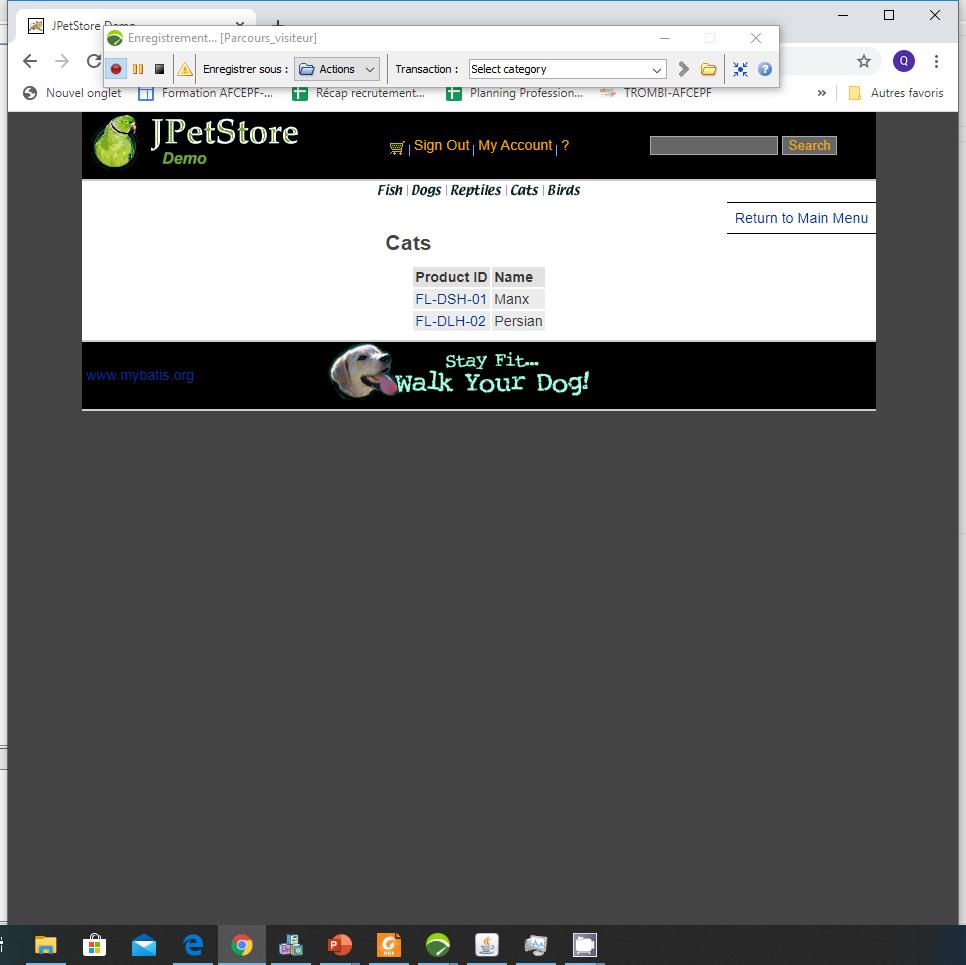 JPetStore Demo
Enregistrement... [Parcours_visiteur]
Enregistrer sous : Actions Transaction : Select category
Q
Nouvel onglet Formation AFCEPF-... Récap recrutement... Planning Profession... TROMBI-AFCEPF » Autres favoris
JPetStore
Demo
Sign Out | My Account | ? Search
Fish | Dogs | Reptiles | Cats | Birds
Return to Main Menu
Cats
Product ID Name
FL-DSH-01 Manx
FL-DLH-02 Persian
Stay Fit...
Walk Your Dog!
www.mybatis.org